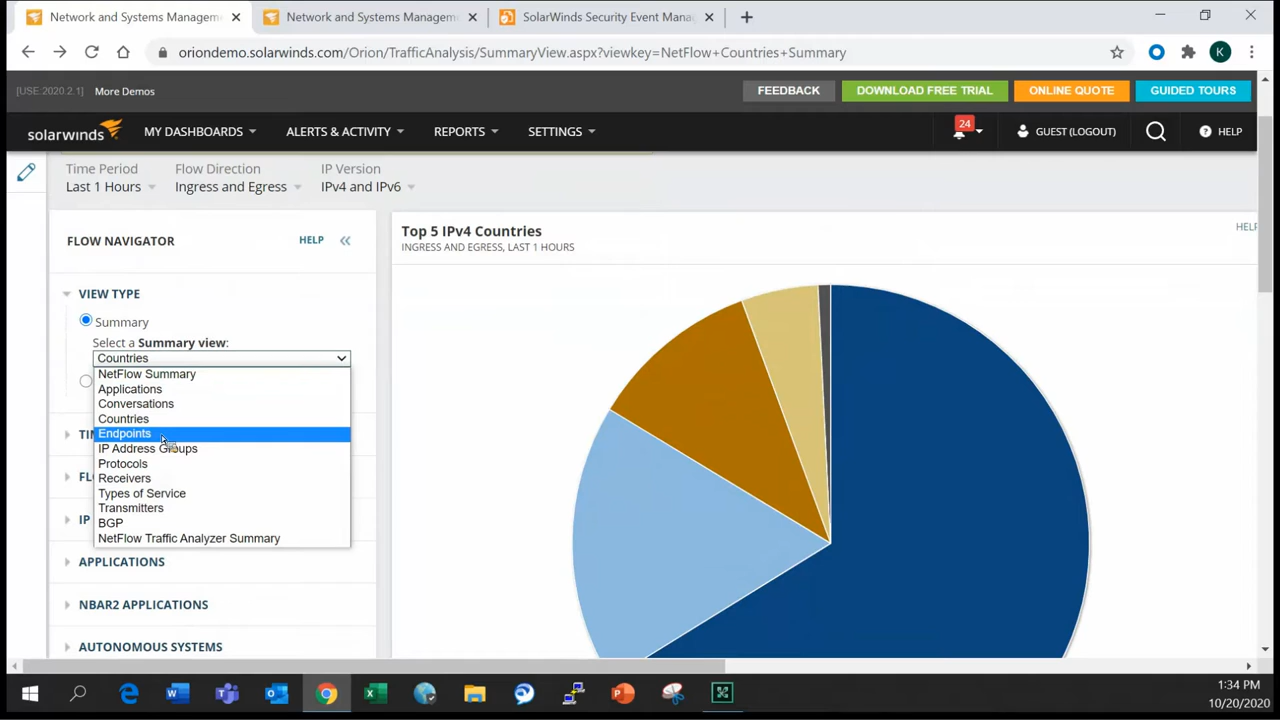 Network and Systems Manageme
Network and Systems Managem
SolarWinds Security Event Mana
oriondemo.solarwinds.com/Orion/TrafficAnalysis/SummaryView.aspx?viewkey=NetFlow+Countries+Summary
K
[USE.2020.2.1] More Demos
FEEDBACK
DOWNLOAD FREE TRIAL
ONLINE QUOTE
GUIDED TOURS
solarwinds
MY DASHBOARDS
ALERTS & ACTIVITY
REPORTS
SETTINGS
24
GUEST (LOGOUT)
HELP
Time Period
Flow Direction
IP Version
Last 1 Hours
Ingress and Egress
IPv4 and IPv6
FLOW NAVIGATOR
HELP
VIEW TYPE
Summary
Select a Summary view:
Countries
NetFlow Summary
Applications
Conversations
Countries
Endpoints
IP Address Groups
Protocols
Receivers
Types of Service
Transmitters
BGP
NetFlow Traffic Analyzer Summary
TI
FL
IP
APPLICATIONS
NBAR2 APPLICATIONS
AUTONOMOUS SYSTEMS
Top 5 IPv4 Countries
HELP
INGRESS AND EGRESS, LAST 1 HOURS
1:34 PM
10/20/2020